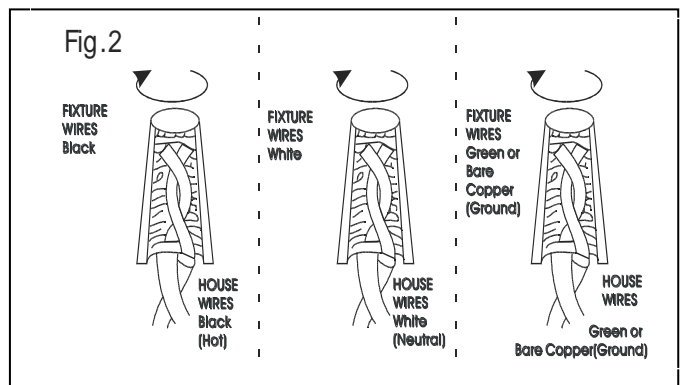 Fig.2
FIXTURE
WIRES
Black
HOUSE
WIRES
Black
(Hot)
FIXTURE
WIRES
White
HOUSE
WIRES
White
(Neutral)
FIXTURE
WIRES
Green or
Bare
Copper
(Ground)
HOUSE
WIRES
Green or
Bare Copper(Ground)